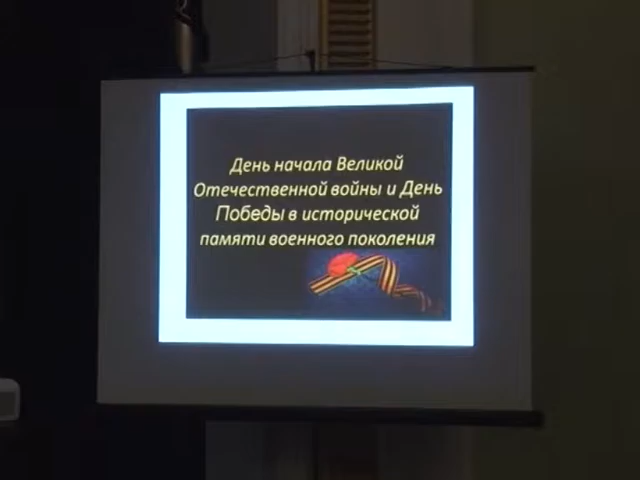 День начала Великой
Отечественной войны и День
Победы в исторической
памяти военного поколения